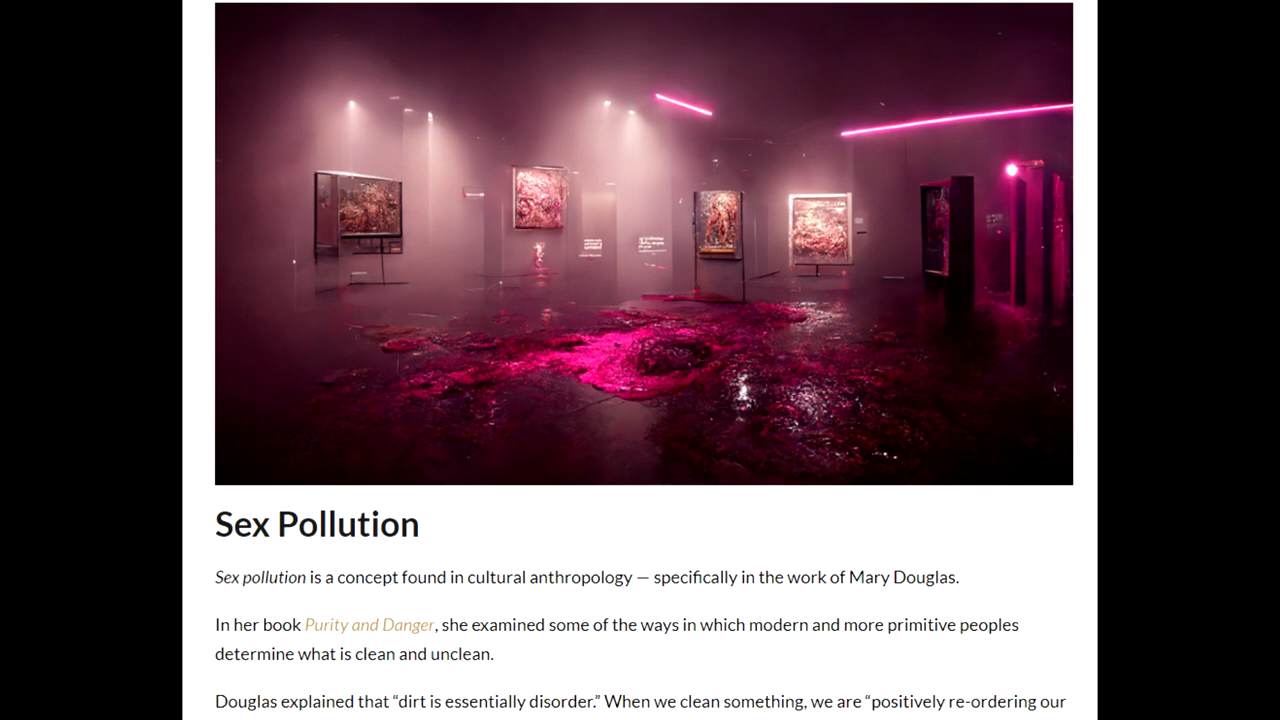 Sex Pollution
Sex pollution is a concept found in cultural anthropology — specifically in the work of Mary Douglas.
In her book Purity and Danger, she examined some of the ways in which modern and more primitive peoples
determine what is clean and unclean.
Douglas explained that “dirt is essentially disorder.” When we clean something, we are “positively re-ordering our